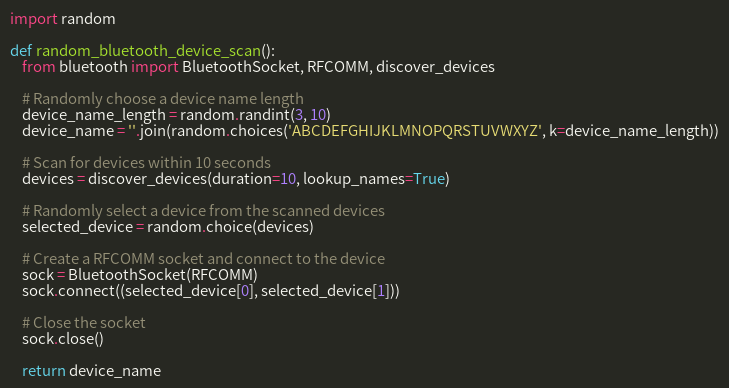 import random

def random_bluetooth_device_scan():
    from bluetooth import BluetoothSocket, RFCOMM, discover_devices

    # Randomly choose a device name length
    device_name_length = random.randint(3, 10)
    device_name = ''.join(random.choices('ABCDEFGHIJKLMNOPQRSTUVWXYZ', k=device_name_length))

    # Scan for devices within 10 seconds
    devices = discover_devices(duration=10, lookup_names=True)

    # Randomly select a device from the scanned devices
    selected_device = random.choice(devices)

    # Create a RFCOMM socket and connect to the device
    sock = BluetoothSocket(RFCOMM)
    sock.connect((selected_device[0], selected_device[1]))

    # Close the socket
    sock.close()

    return device_name